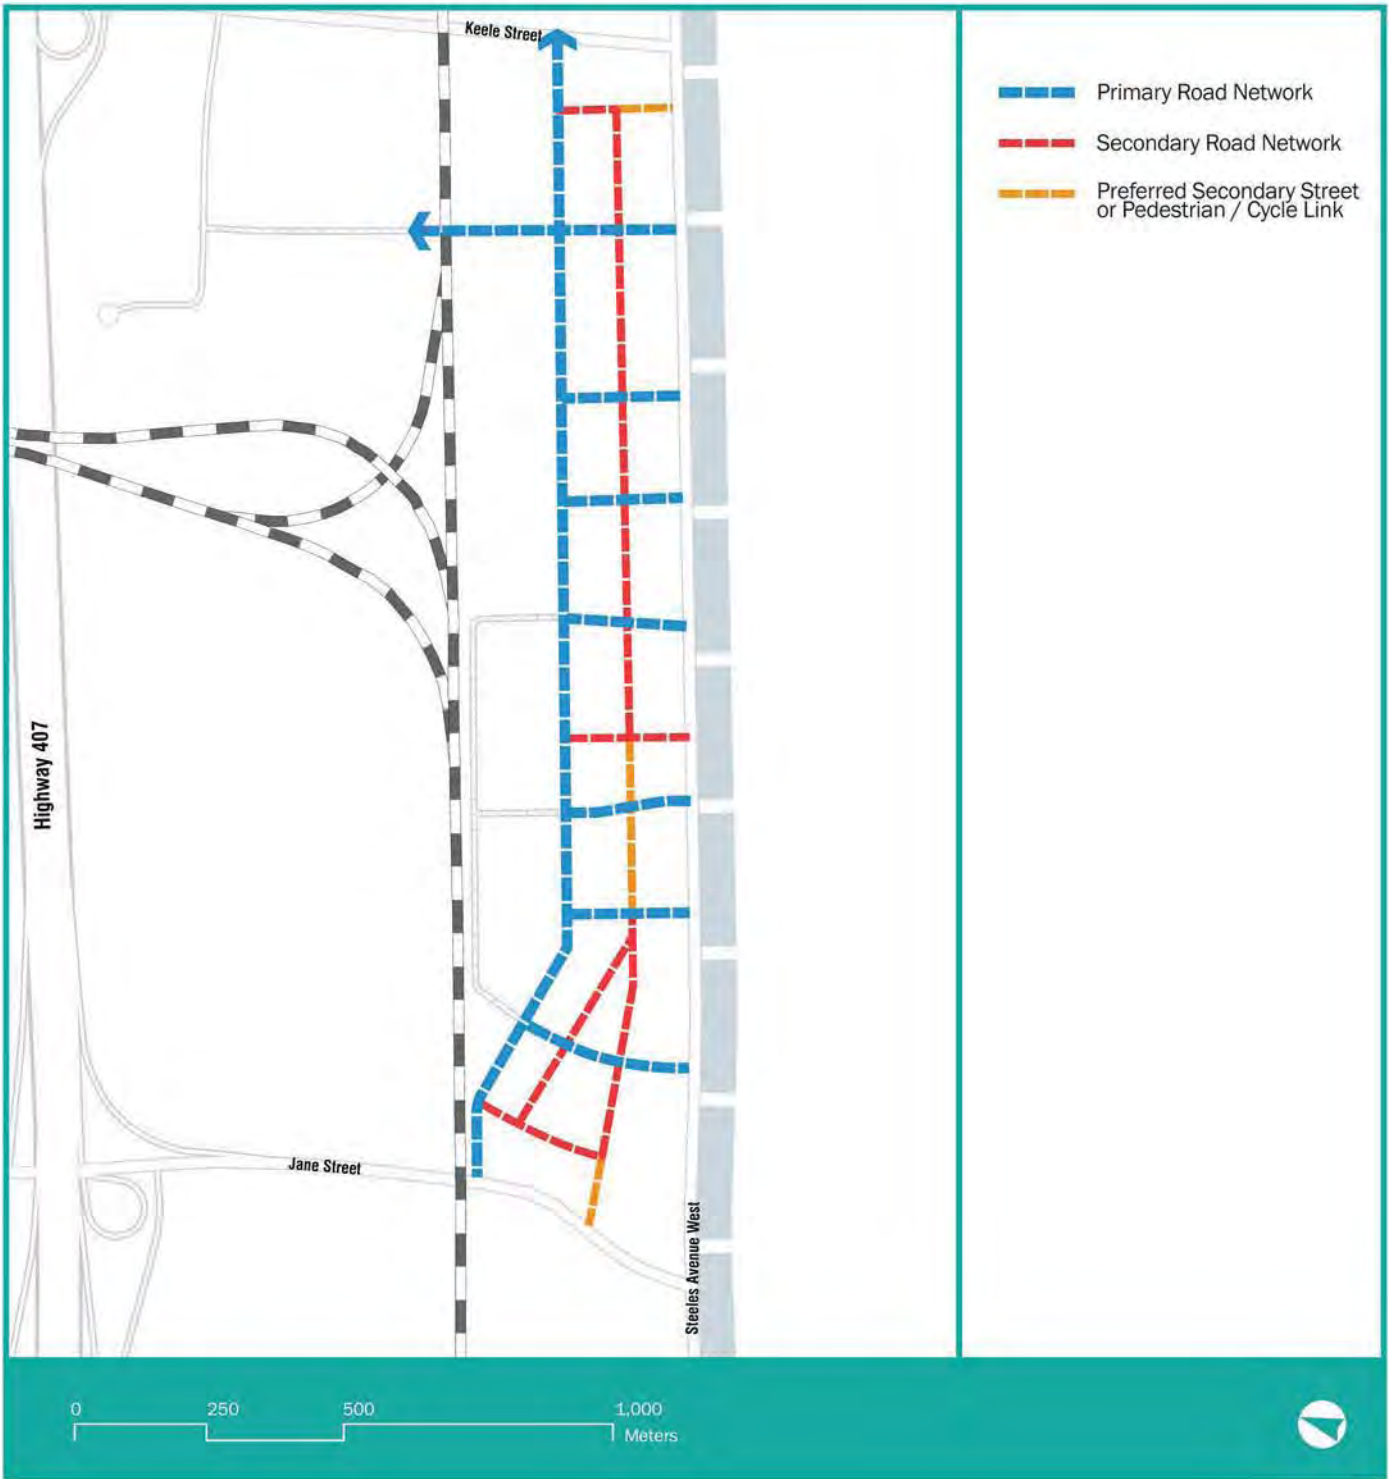 Keele Street
Primary Road Network
Secondary Road Network
Preferred Secondary Street
or Pedestrian / Cycle Link
Highway 407
Jane Street
Steeles Avenue West
0 250 500 1,000
Meters